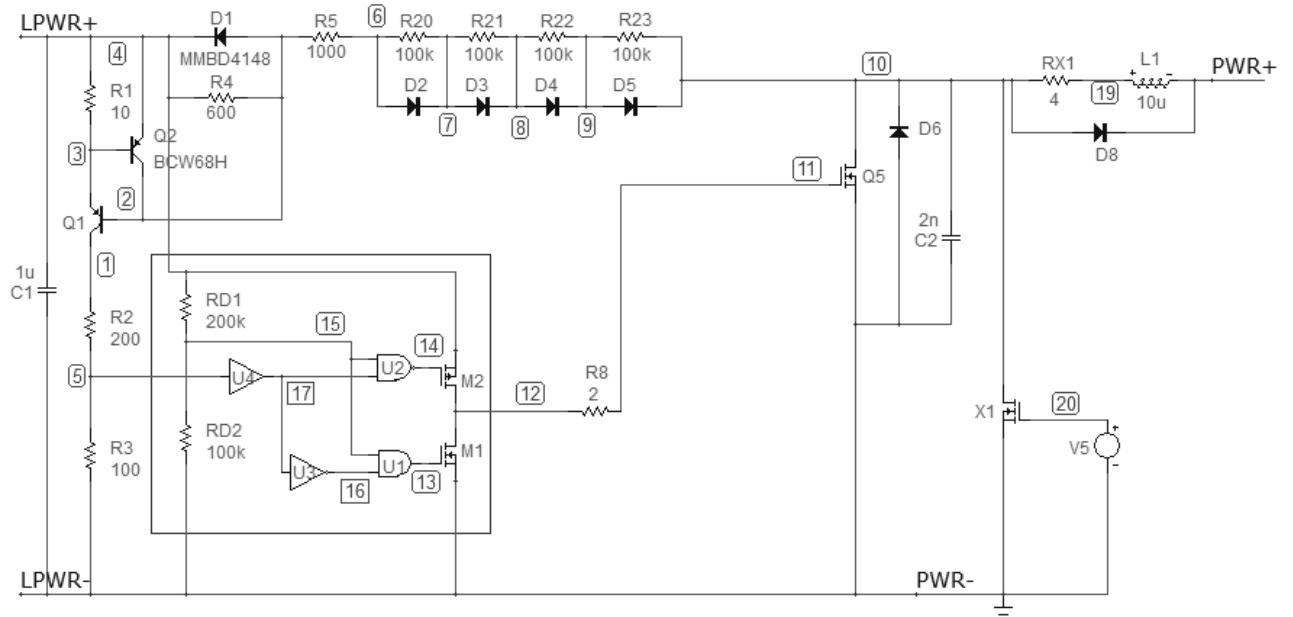 LPWR+
D1
MMBD4148
R5
1000
6
R20
100k
R21
100k
R22
100k
R23
100k
4
R4
600
D2
D3
D4
D5
7
8
9
10
RX1
4
19
L1
+
-
10u
PWR+
D8
R1
10
3
Q2
BCW68H
2
Q1
1
D6
11
Q5
2n
C2
1u
C1
R2
200
5
RD1
200k
15
14
U2
M2
U4
17
12
R8
2
RD2
100k
R3
100
U3
16
U1
13
M1
X1
20
V5
+
-
LPWR-
PWR-